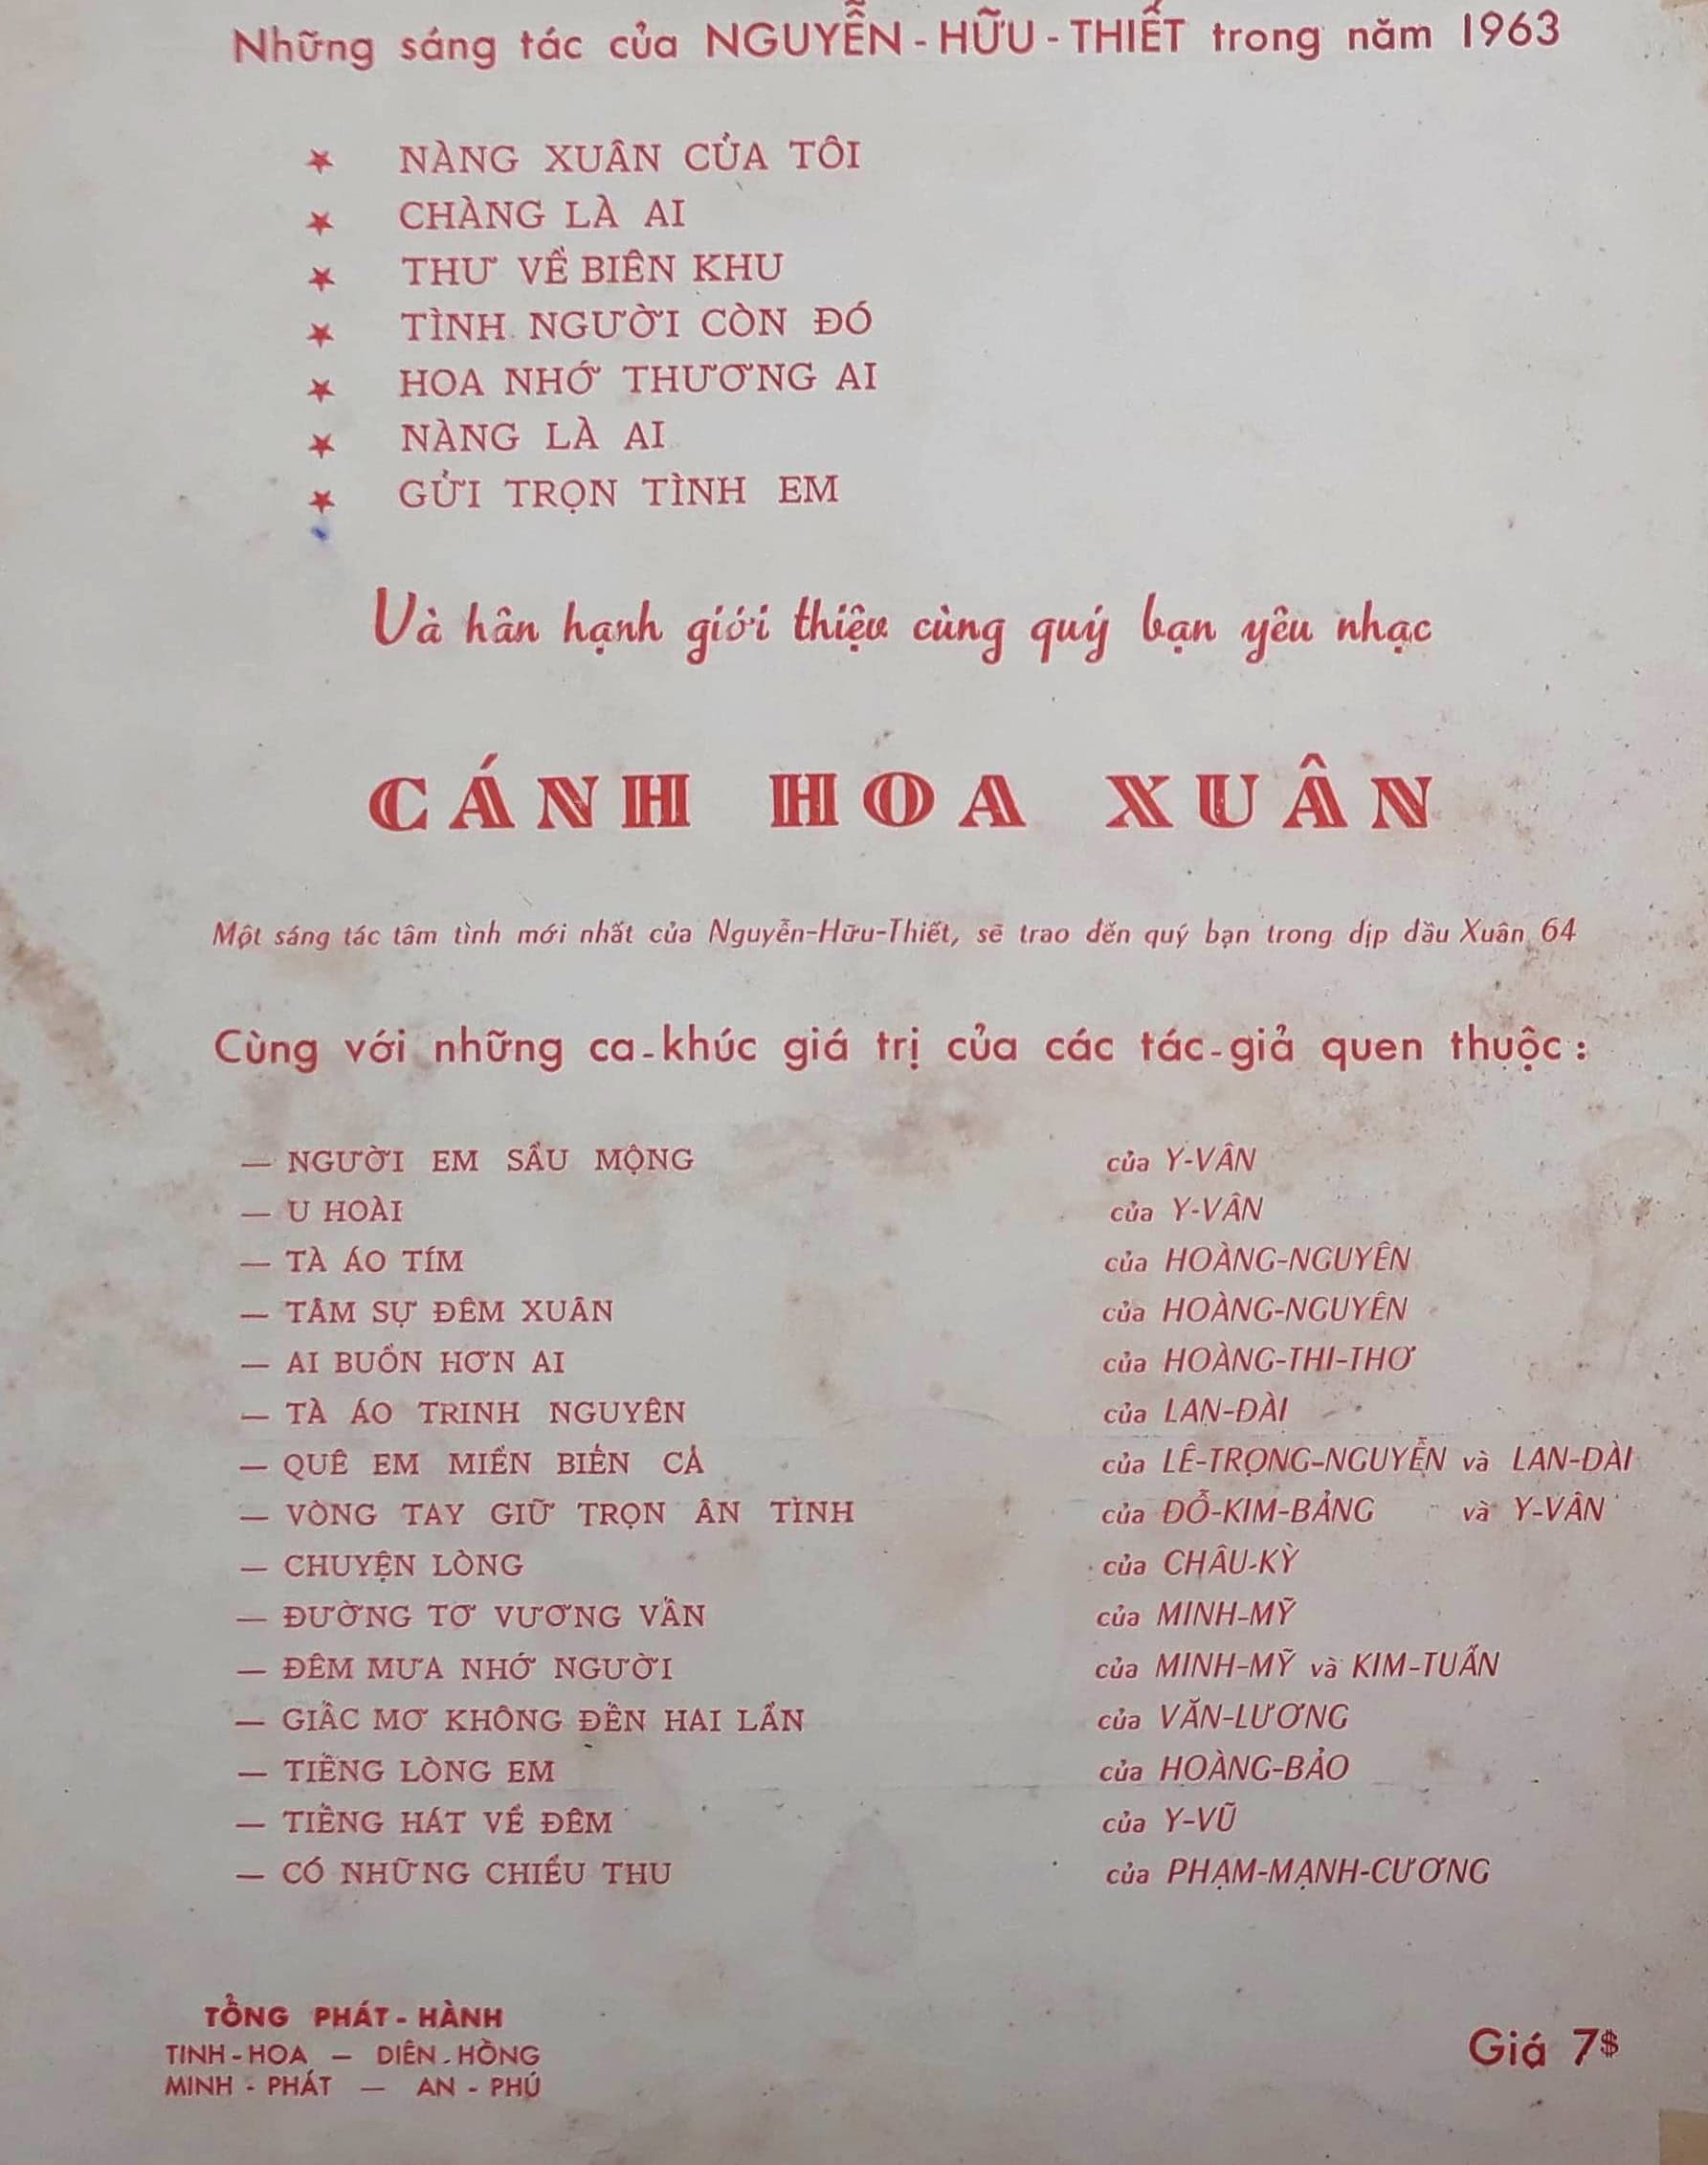 Những sáng tác của NGUYỄN - HỮU - THIẾT trong năm 1963
★ NÀNG XUÂN CỦA TÔI
★ CHÀNG LÀ AI
★ THƯ VỀ BIÊN KHU
★ TÌNH NGƯỜI CÒN ĐÓ
★ HOA NHỚ THƯƠNG AI
★ NÀNG LÀ AI
★ GỬI TRỌN TÌNH EM
Và hân hạnh giới thiệu cùng quý bạn yêu nhạc
CÁNH HOA XUÂN
Một sáng tác tâm tình mới nhất của Nguyễn-Hữu-Thiết, sẽ trao đến quý bạn trong dịp đầu Xuân 64
Cùng với những ca-khúc giá trị của các tác-giả quen thuộc :
— NGƯỜI EM SẦU MỘNG của Y-VÂN
— U HOÀI của Y-VÂN
— TÀ ÁO TÍM của HOÀNG-NGUYÊN
— TÂM SỰ ĐÊM XUÂN của HOÀNG-NGUYÊN
— AI BUỒN HƠN AI của HOÀNG-THI-THƠ
— TÀ ÁO TRINH NGUYÊN của LAN-ĐÀI
— QUÊ EM MIỀN BIỂN CẢ của LÊ-TRỌNG-NGUYỄN và LAN-ĐÀI
— VÒNG TAY GIỮ TRỌN ÂN TÌNH của ĐỖ-KIM-BẢNG và Y-VÂN
— CHUYỆN LÒNG của CHÂU-KỲ
— ĐƯỜNG TƠ VƯƠNG VẤN của MINH-MỸ
— ĐÊM MƯA NHỚ NGƯỜI của MINH-MỸ và KIM-TUẤN
— GIẤC MƠ KHÔNG ĐẾN HAI LẦN của VĂN-LƯƠNG
— TIẾNG LÒNG EM của HOÀNG-BẢO
— TIẾNG HÁT VỀ ĐÊM của Y-VŨ
— CÓ NHỮNG CHIỀU THU của PHẠM-MẠNH-CƯƠNG
TỔNG PHÁT - HÀNH
TINH - HOA — DIÊN - HỒNG
MINH - PHÁT — AN - PHÚ
Giá 7$